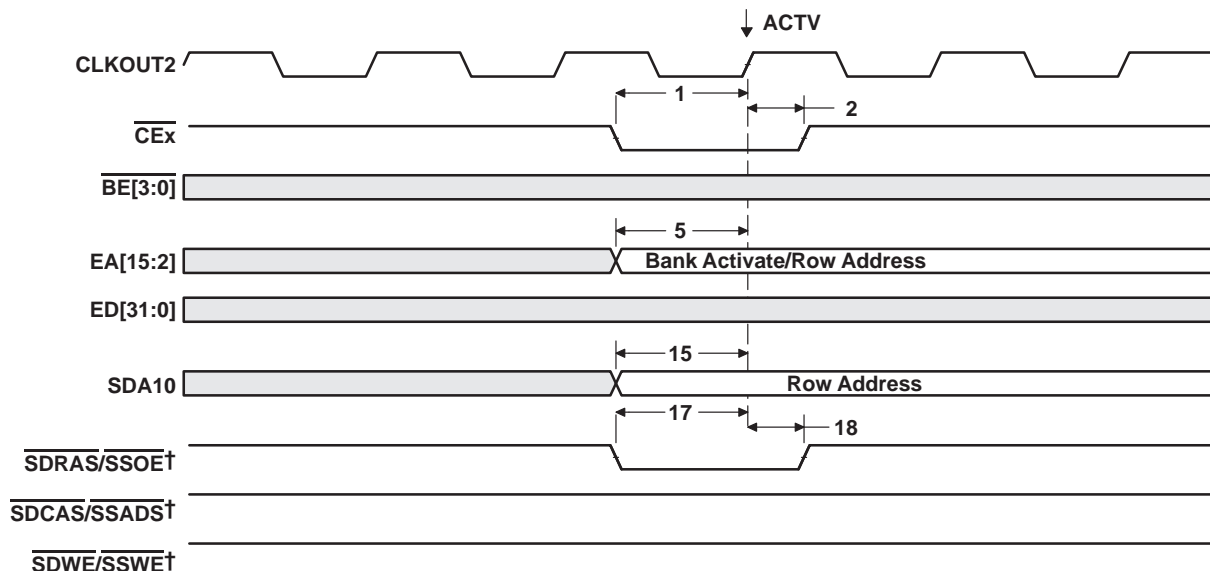 ACTV
CLKOUT2
1
2
CEx
BE[3:0]
5
EA[15:2]
Bank Activate/Row Address
ED[31:0]
15
SDA10
Row Address
17
18
SDRAS/SSOE†
SDCAS/SSADS†
SDWE/SSWE†